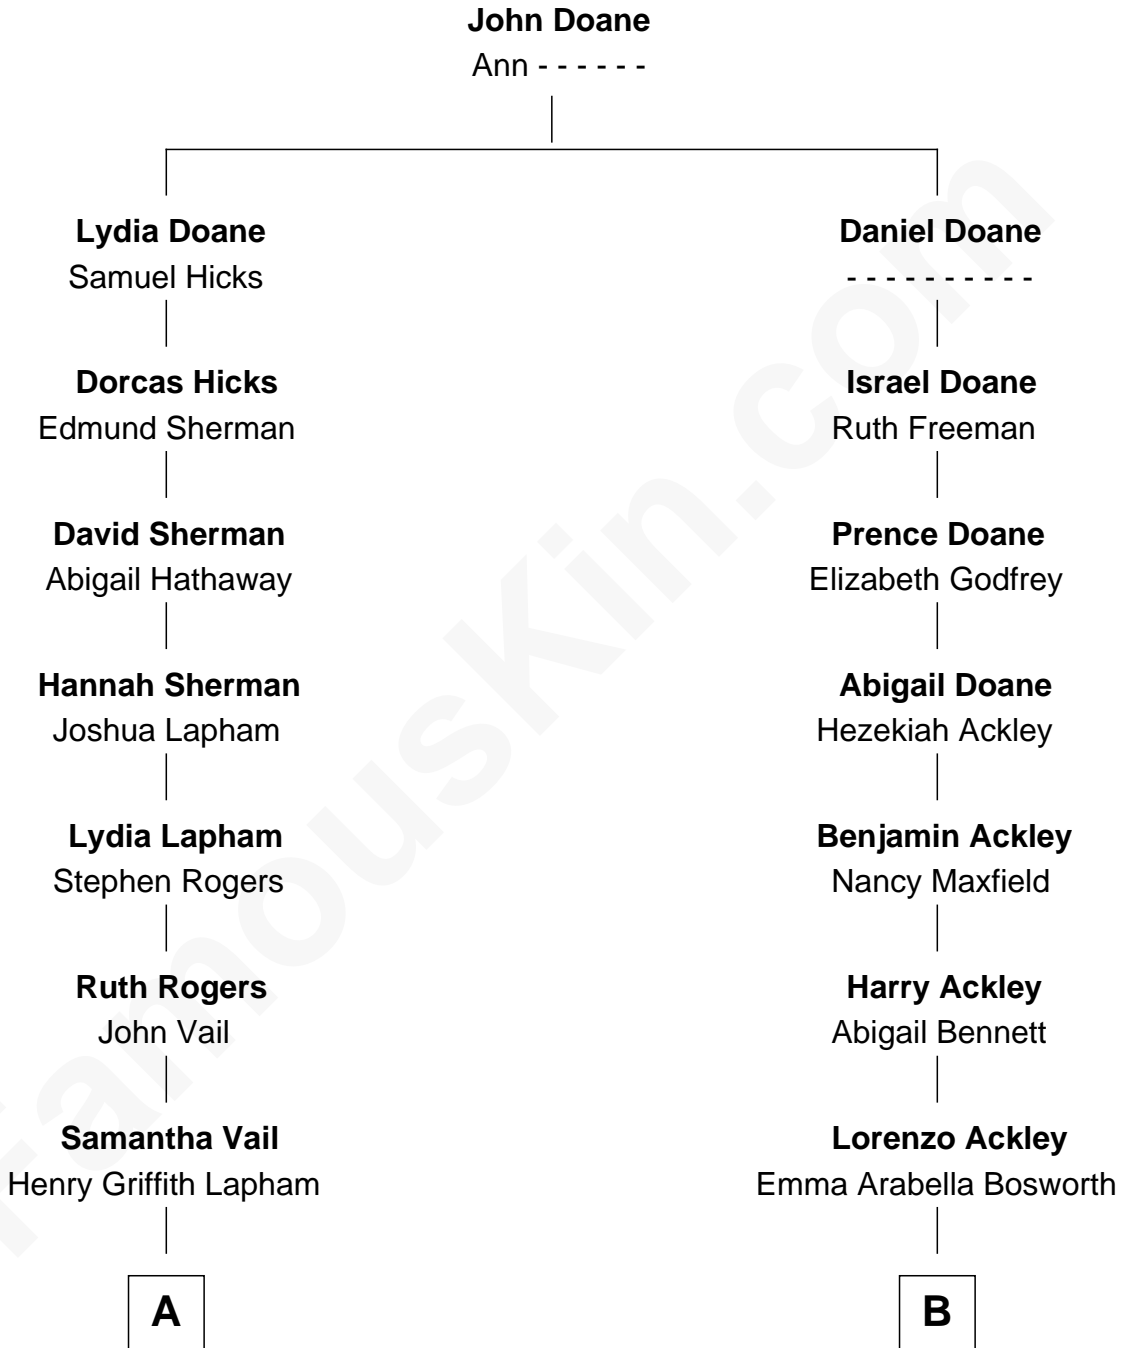 John Doane
Ann - - - - - -
Lydia Doane
Samuel Hicks
Daniel Doane
- - - - - - - - - -
Dorcas Hicks
Edmund Sherman
Israel Doane
Ruth Freeman
David Sherman
Abigail Hathaway
Prence Doane
Elizabeth Godfrey
Hannah Sherman
Joshua Lapham
Abigail Doane
Hezekiah Ackley
Lydia Lapham
Stephen Rogers
Benjamin Ackley
Nancy Maxfield
Ruth Rogers
John Vail
Harry Ackley
Abigail Bennett
Samantha Vail
Henry Griffith Lapham
Lorenzo Ackley
Emma Arabella Bosworth
A
B
FamousKin.com